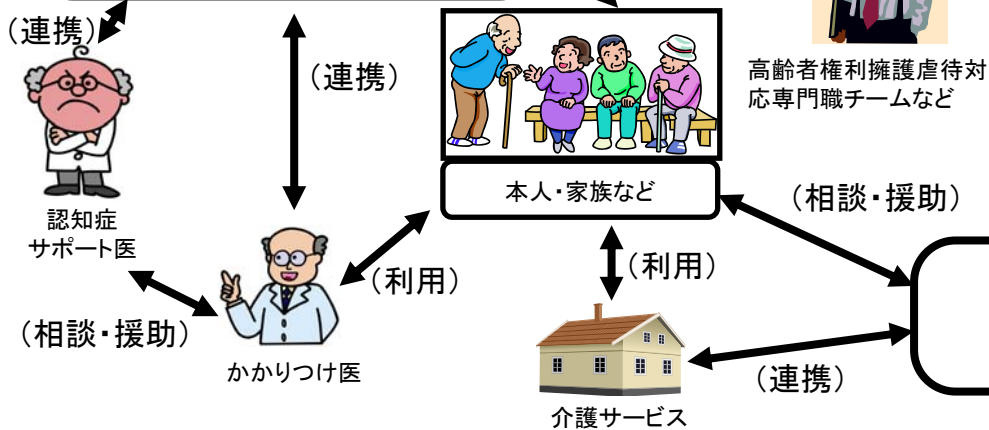 （連携）
（連携）
高齢者権利擁護虐待対
応専門職チームなど
本人・家族など
（相談・援助）
認知症
サポート医
（利用）
（利用）
（相談・援助）
かかりつけ医
（連携）
介護サービス